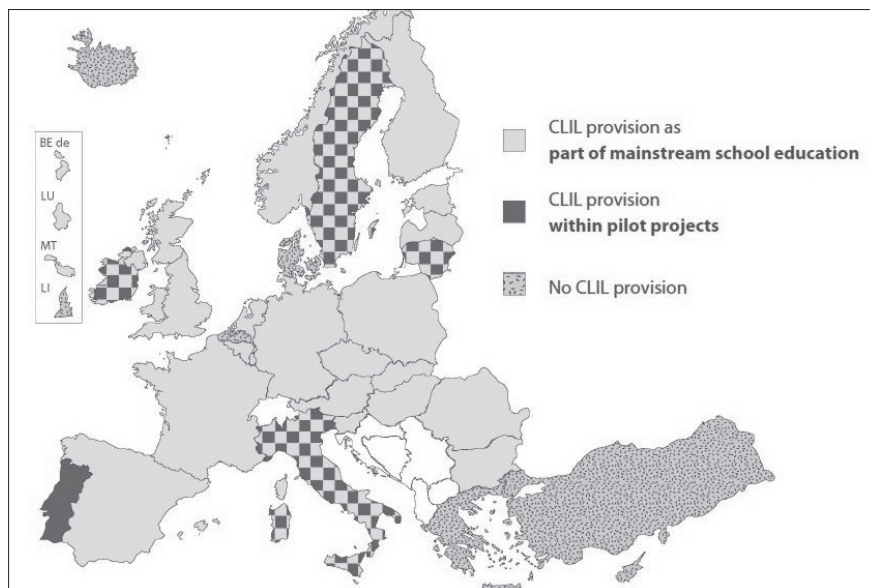 BE de
LU
MT
LI
CLIL provision as
part of mainstream school education
CLIL provision
within pilot projects
No CLIL provision